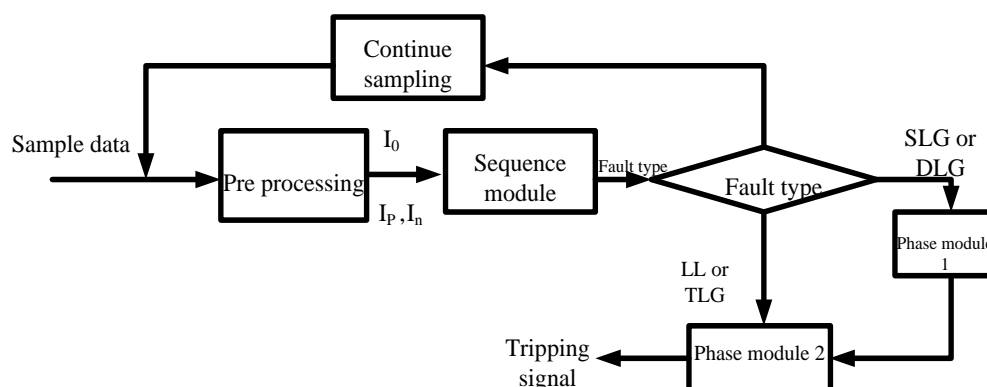 Continue
sampling
Sample data
Pre processing
I0
IP ,In
Sequence
module
Fault type
Fault type
SLG or
DLG
Phase module
1
LL or
TLG
Phase module 2
Tripping
signal